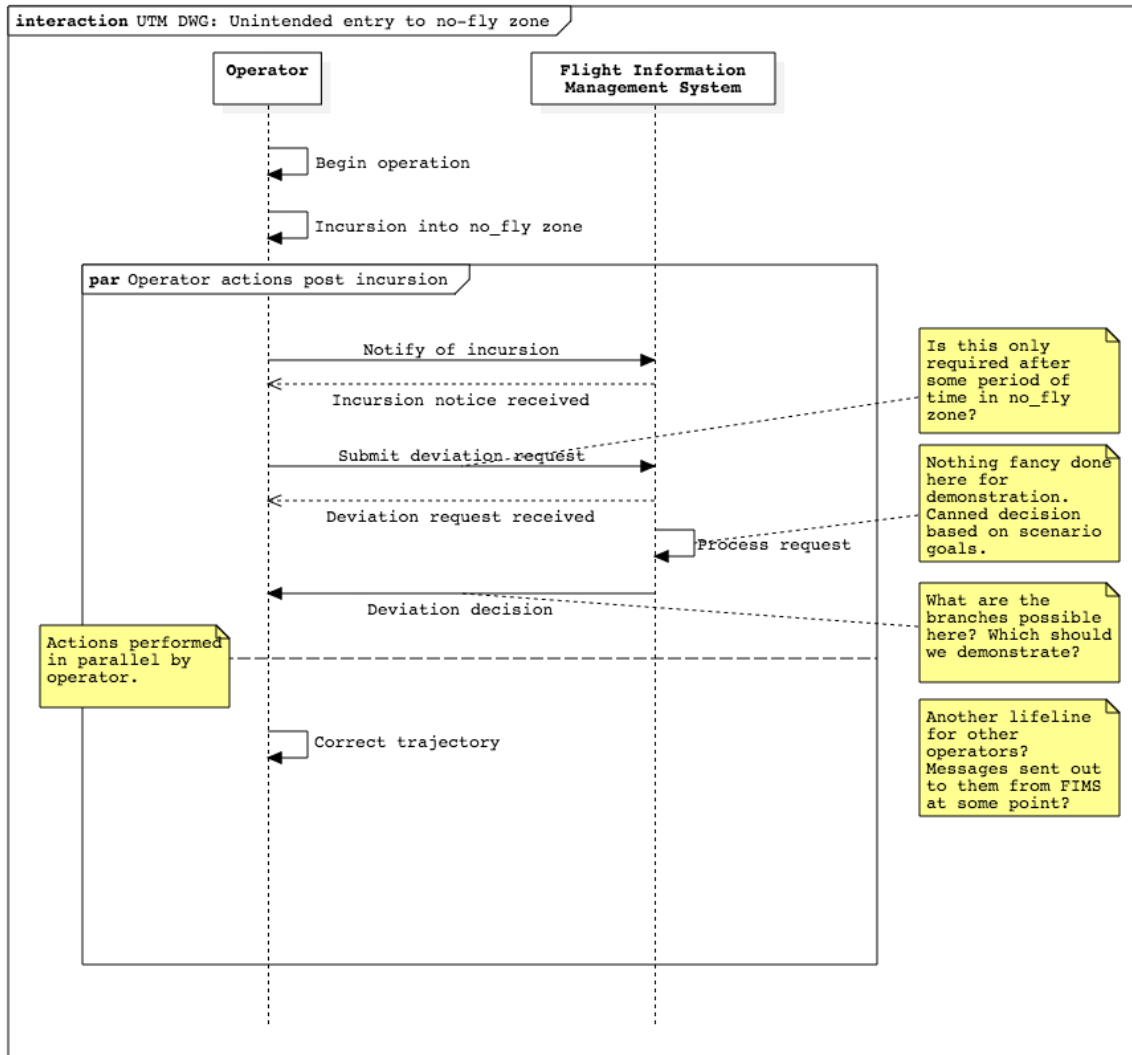 interaction UTM DWG: Unintended entry to no-fly zone
Operator
Flight Information
Management System
Begin operation
Incursion into no_fly zone
par Operator actions post incursion
Notify of incursion
Incursion notice received
Is this only
required after
some period of
time in no_fly
zone?
Submit deviation request
Deviation request received
Nothing fancy done
here for
demonstration.
Canned decision
based on scenario
goals.
Process request
Deviation decision
What are the
branches possible
here? Which should
we demonstrate?
Actions performed
in parallel by
operator.
Correct trajectory
Another lifeline
for other
operators?
Messages sent out
to them from FIMS
at some point?